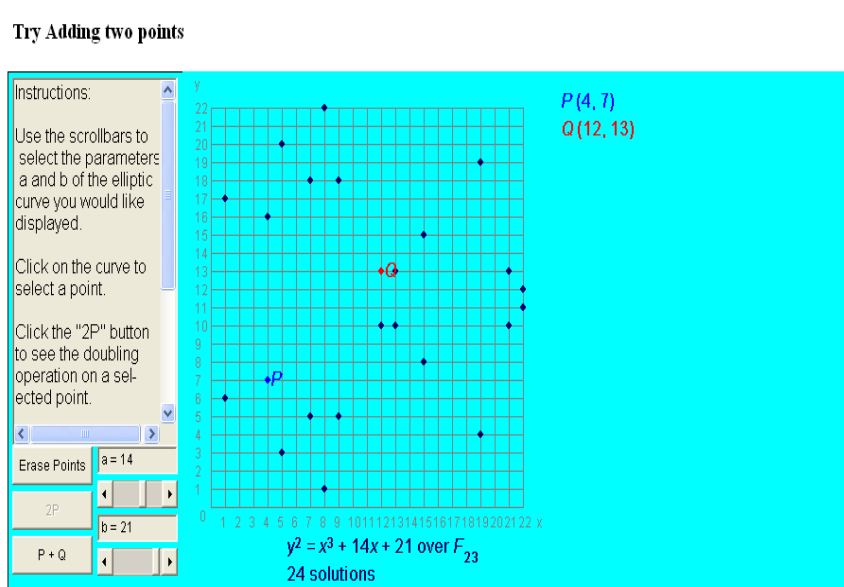 Try Adding two points
Instructions:
Use the scrollbars to
select the parameters
a and b of the elliptic
curve you would like
displayed.
Click on the curve to
select a point.
Click the "2P" button
to see the doubling
operation on a sel-
ected point.
Erase Points
a = 14
2P
b = 21
P + Q
y
22
21
20
19
18
17
16
15
14
13
12
11
10
9
8
7
6
5
4
3
2
1
0
Q
P
1 2 3 4 5 6 7 8 9 10 11 12 13 14 15 16 17 18 19 20 21 22 x
y² = x³ + 14x + 21 over F₂₃
24 solutions
P (4, 7)
Q (12, 13)